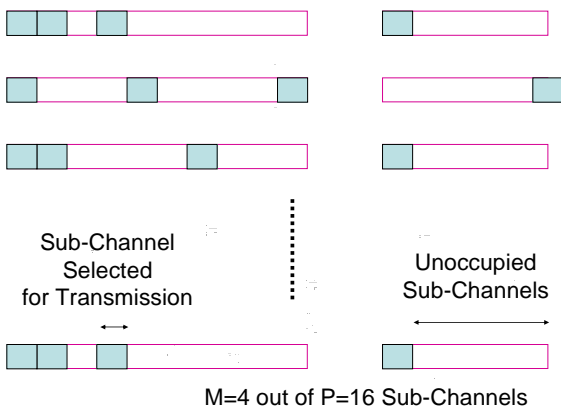 Sub-Channel
Selected
for Transmission
Unoccupied
Sub-Channels
M=4 out of P=16 Sub-Channels